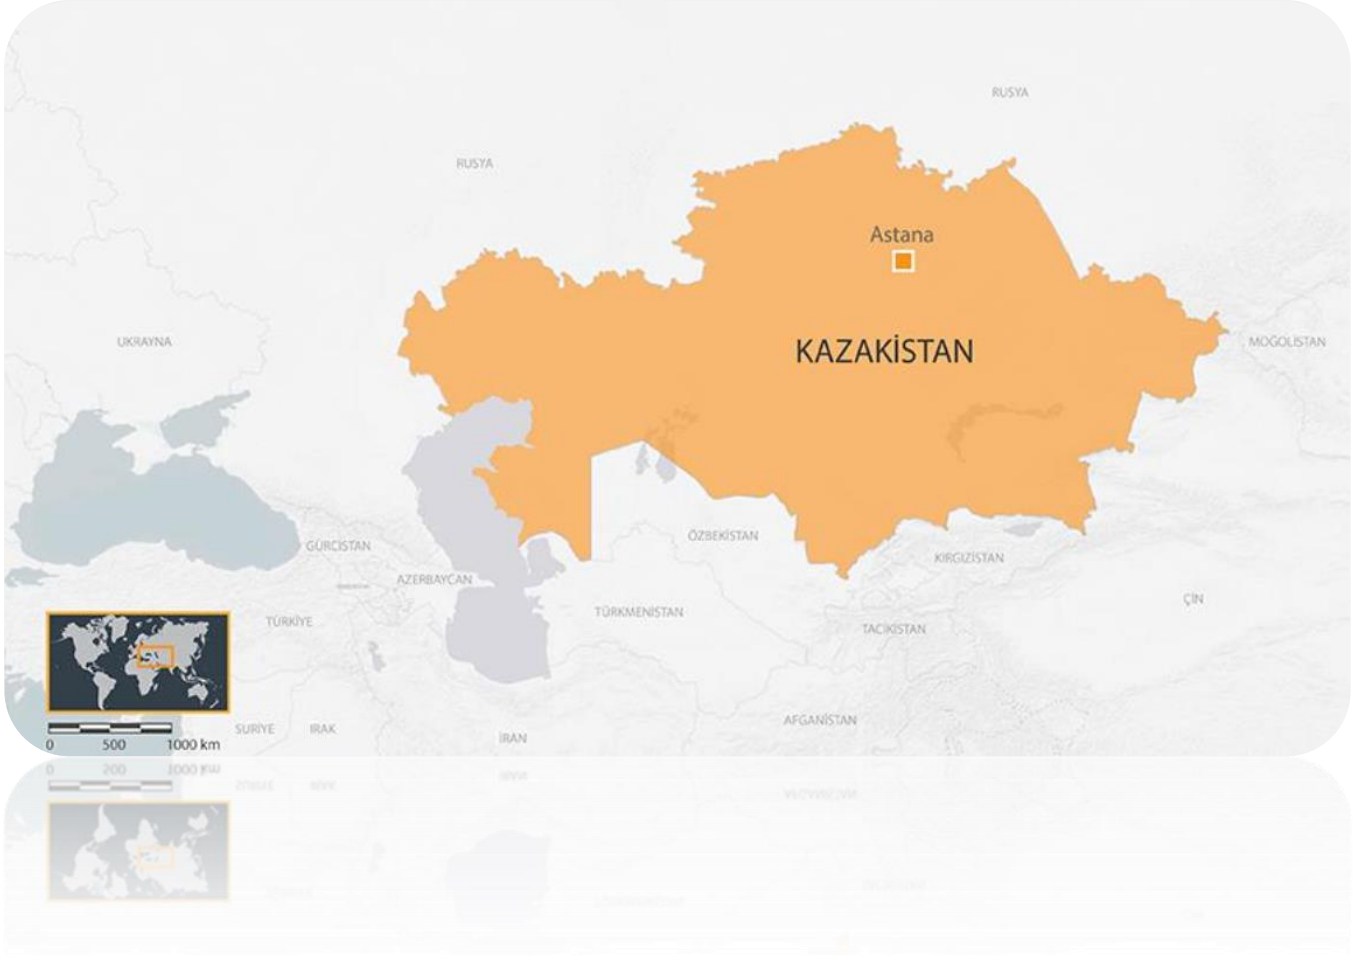 RUSYA
RUSYA
Astana
UKRAYNA
KAZAKİSTAN
MOĞOLİSTAN
ÖZBEKİSTAN
GÜRCİSTAN
KIRGIZİSTAN
AZERBAYCAN
TÜRKMENİSTAN
ÇİN
TÜRKİYE
TACİKİSTAN
AFGANİSTAN
SURİYE
IRAK
İRAN
0 500 1000 km